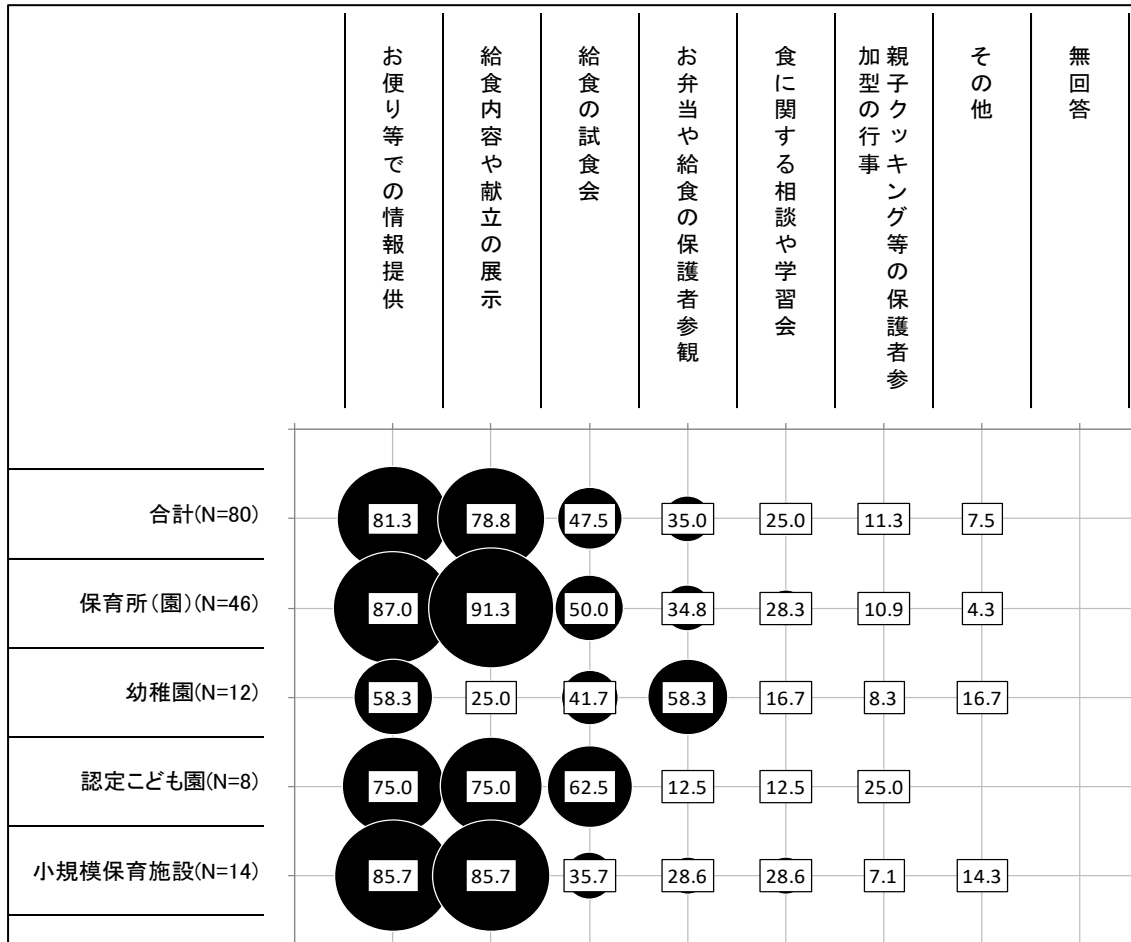 お便り等での情報提供
給食内容や献立の展示
給食の試食会
お弁当や給食の保護者参観
食に関する相談や学習会
親子クッキング等の保護者参
加型の行事
その他
無回答
合計(N=80)
81.3 78.8 47.5 35.0 25.0 11.3 7.5
保育所(園)(N=46)
87.0 91.3 50.0 34.8 28.3 10.9 4.3
幼稚園(N=12)
58.3 25.0 41.7 58.3 16.7 8.3 16.7
認定こども園(N=8)
75.0 75.0 62.5 12.5 12.5 25.0
小規模保育施設(N=14)
85.7 85.7 35.7 28.6 28.6 7.1 14.3